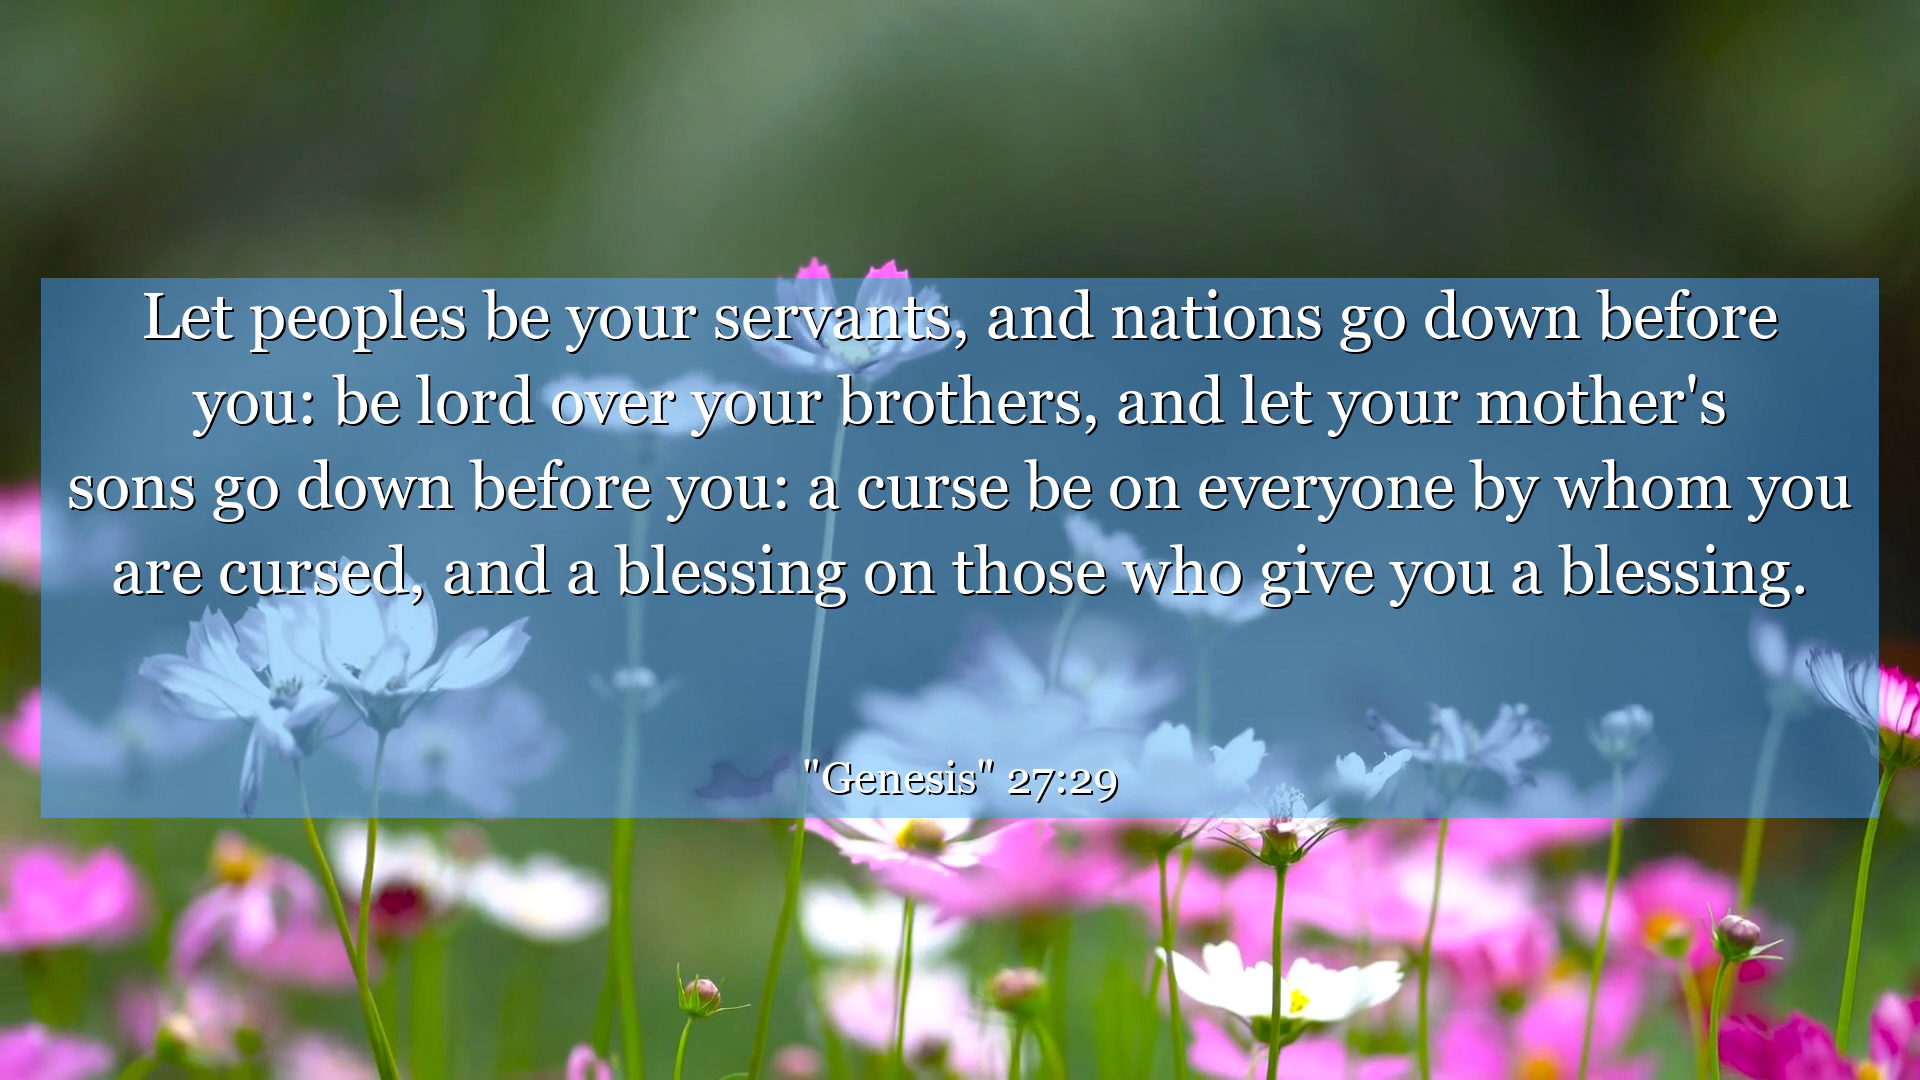 Let peoples be your servants, and nations go down before
you: be lord over your brothers, and let your mother's
sons go down before you: a curse be on everyone by whom you
are cursed, and a blessing on those who give you a blessing.
"Genesis" 27:29